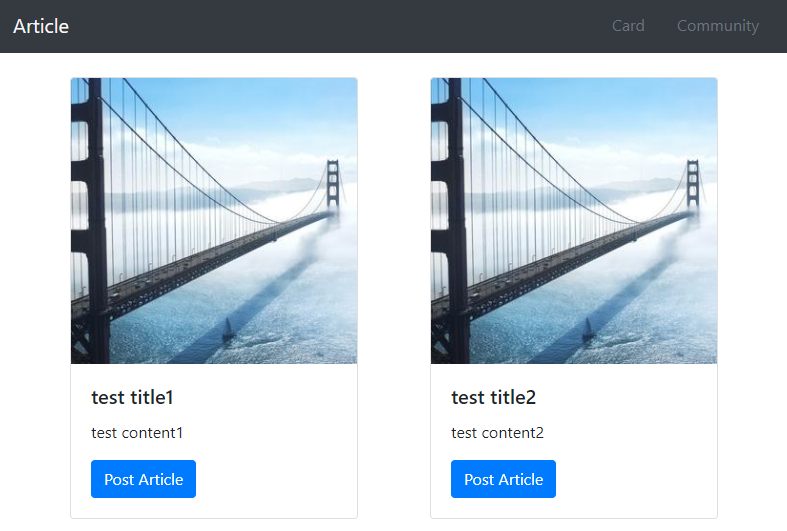 Article
Card
Community
test title1
test content1
Post Article
test title2
test content2
Post Article